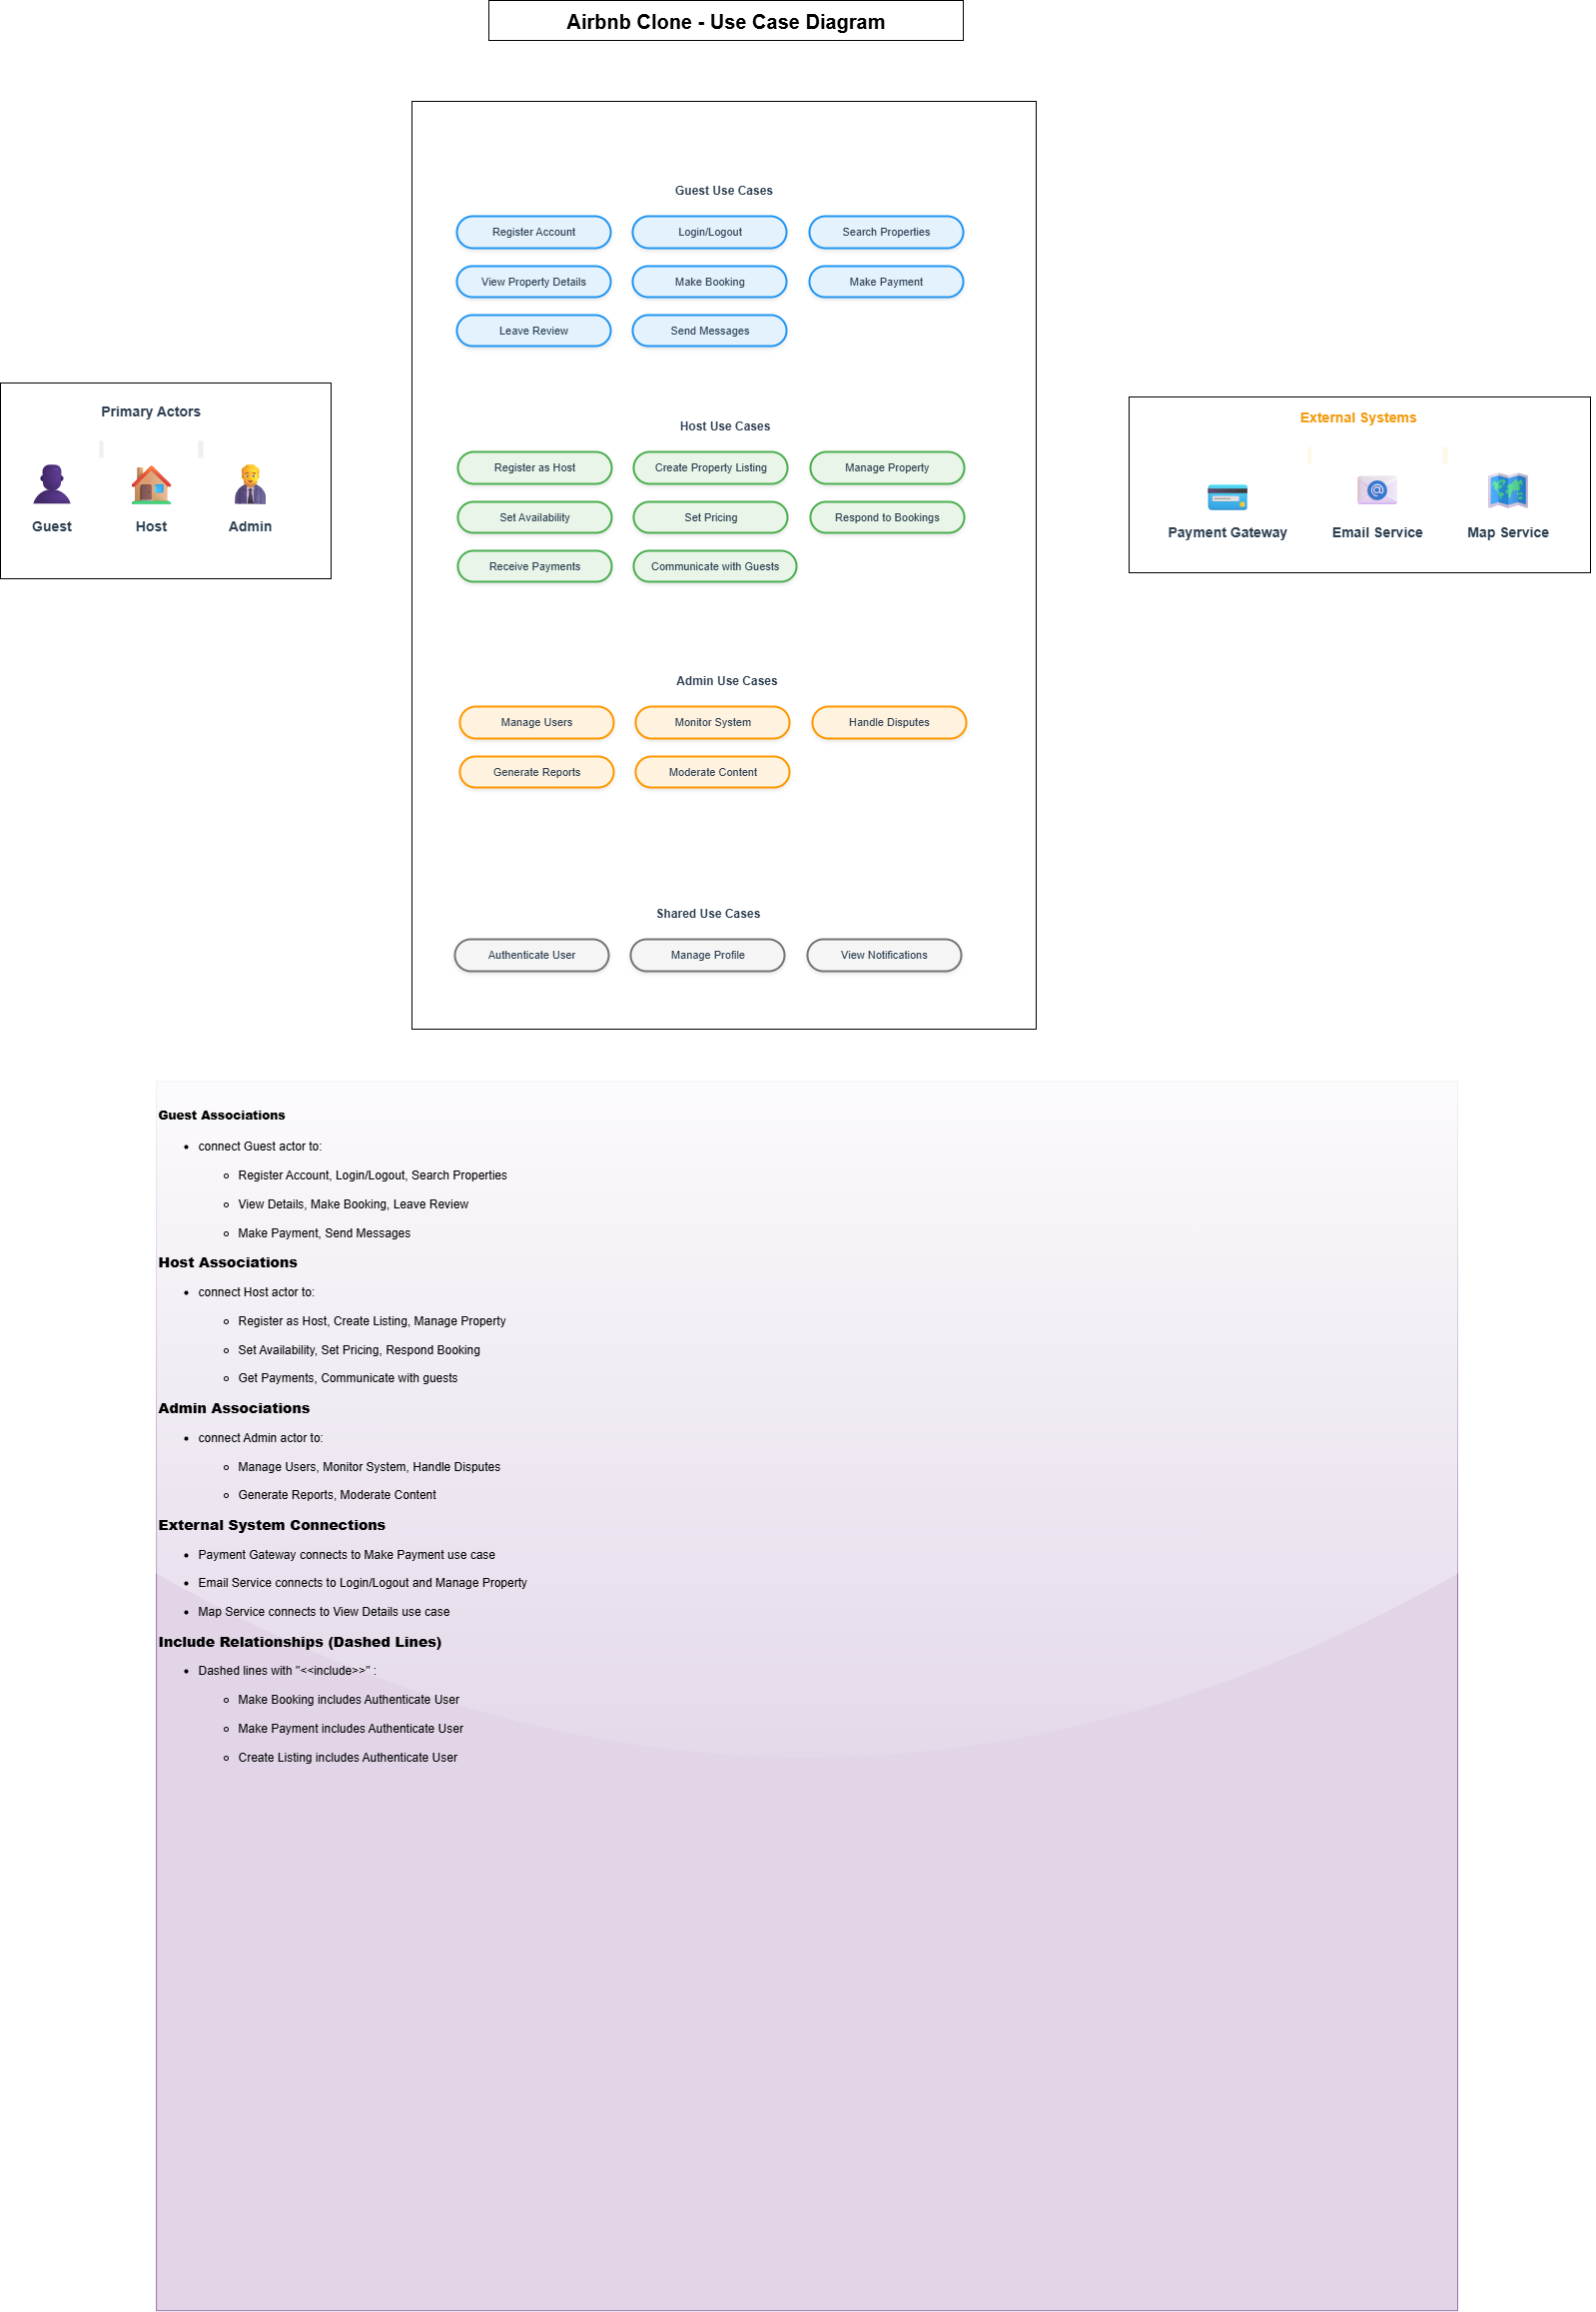 Airbnb Clone - Use Case Diagram
Guest Use Cases
Register Account
Login/Logout
Search Properties
View Property Details
Make Booking
Make Payment
Leave Review
Send Messages
Primary Actors
Guest
Host
Admin
Host Use Cases
Register as Host
Create Property Listing
Manage Property
Set Availability
Set Pricing
Respond to Bookings
Receive Payments
Communicate with Guests
External Systems
@
Payment Gateway
Email Service
Map Service
Admin Use Cases
Manage Users
Monitor System
Handle Disputes
Generate Reports
Moderate Content
Shared Use Cases
Authenticate User
Manage Profile
View Notifications
Guest Associations
• connect Guest actor to:
◦ Register Account, Login/Logout, Search Properties
◦ View Details, Make Booking, Leave Review
◦ Make Payment, Send Messages
Host Associations
• connect Host actor to:
◦ Register as Host, Create Listing, Manage Property
◦ Set Availability, Set Pricing, Respond Booking
◦ Get Payments, Communicate with guests
Admin Associations
• connect Admin actor to:
◦ Manage Users, Monitor System, Handle Disputes
◦ Generate Reports, Moderate Content
External System Connections
• Payment Gateway connects to Make Payment use case
• Email Service connects to Login/Logout and Manage Property
• Map Service connects to View Details use case
Include Relationships (Dashed Lines)
• Dashed lines with "<<include>>" :
◦ Make Booking includes Authenticate User
◦ Make Payment includes Authenticate User
◦ Create Listing includes Authenticate User